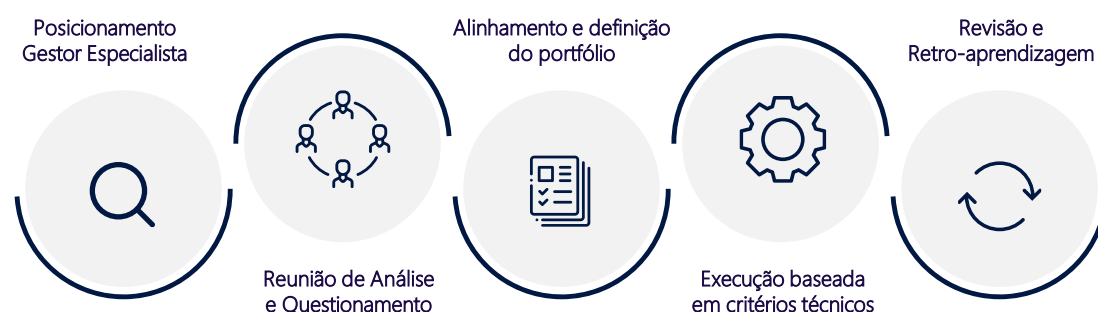 Posicionamento
Gestor Especialista
Reunião de Análise
e Questionamento
Alinhamento e definição
do portfólio
Execução baseada
em critérios técnicos
Revisão e
Retro-aprendizagem